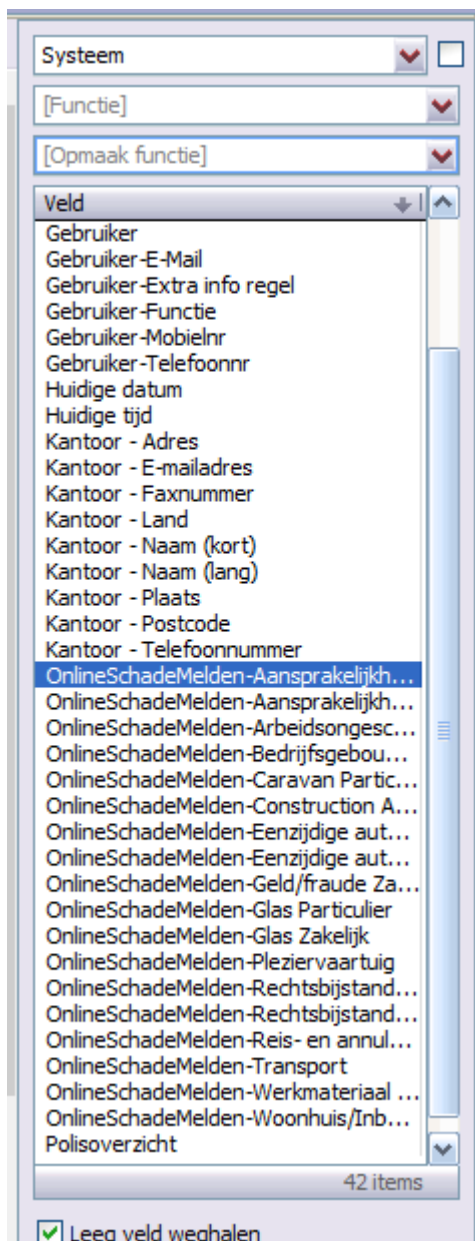 Systeem
[Functie]
[Opmaak functie]
Veld
Gebruiker
Gebruiker-E-Mail
Gebruiker-Extra info regel
Gebruiker-Functie
Gebruiker-Mobielnr
Gebruiker-Telefoonnr
Huidige datum
Huidige tijd
Kantoor - Adres
Kantoor - E-mailadres
Kantoor - Faxnummer
Kantoor - Land
Kantoor - Naam (kort)
Kantoor - Naam (lang)
Kantoor - Plaats
Kantoor - Postcode
Kantoor - Telefoonnummer
OnlineSchadeMelden-Aansprakelijkh...
OnlineSchadeMelden-Aansprakelijkh...
OnlineSchadeMelden-Arbeidsongesc...
OnlineSchadeMelden-Bedrijfsgebou...
OnlineSchadeMelden-Caravan Partic...
OnlineSchadeMelden-Construction A...
OnlineSchadeMelden-Eenzijdige aut...
OnlineSchadeMelden-Eenzijdige aut...
OnlineSchadeMelden-Geld/fraude Za...
OnlineSchadeMelden-Glas Particulier
OnlineSchadeMelden-Glas Zakelijk
OnlineSchadeMelden-Pleziervaartuig
OnlineSchadeMelden-Rechtsbijstand...
OnlineSchadeMelden-Rechtsbijstand...
OnlineSchadeMelden-Reis- en annul...
OnlineSchadeMelden-Transport
OnlineSchadeMelden-Werkmateriaal ...
OnlineSchadeMelden-Woonhuis/Inb...
Polisoverzicht
42 items
Leeg veld weghalen